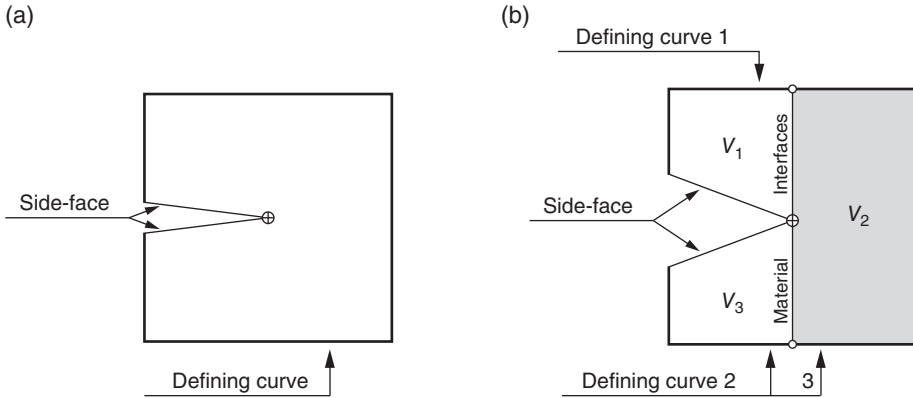 (a)
Side-face
Defining curve
(b)
Defining curve 1
V1
Interfaces
Side-face
V2
V3
Material
Defining curve 2 3